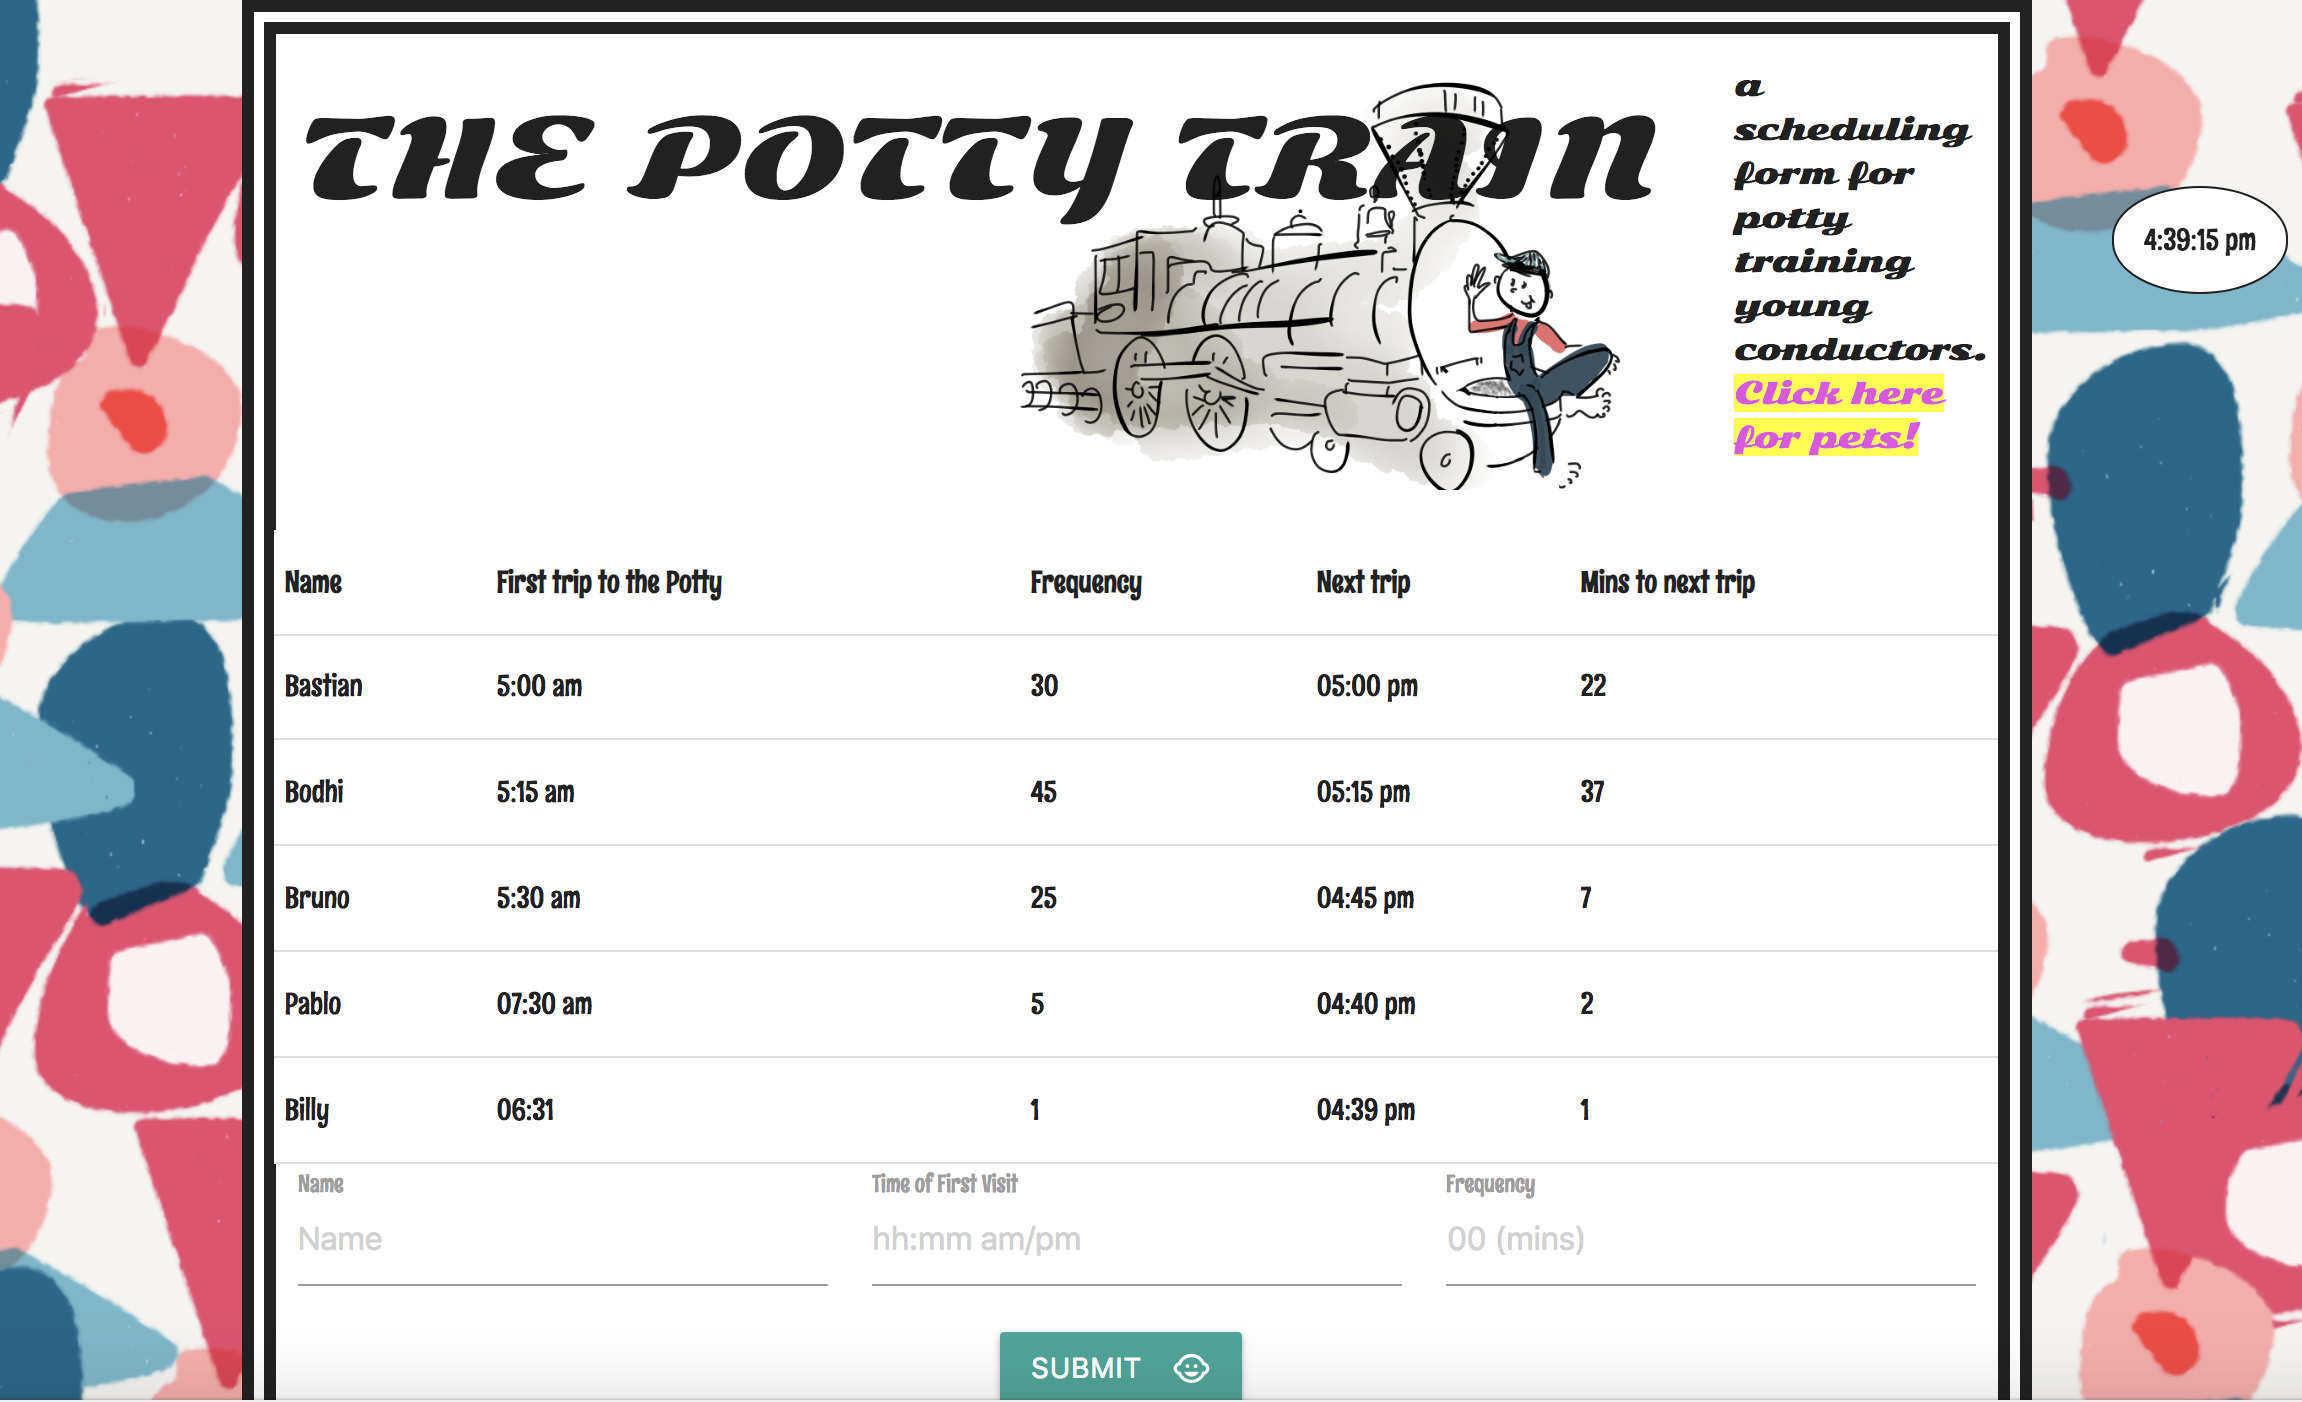 THE POTTY TRAIN
a
scheduling
form for
potty
training
young
conductors.
Click here
for pets!
4:39:15 pm
Name First trip to the Potty Frequency Next trip Mins to next trip
Bastian 5:00 am 30 05:00 pm 22
Bodhi 5:15 am 45 05:15 pm 37
Bruno 5:30 am 25 04:45 pm 7
Pablo 07:30 am 5 04:40 pm 2
Billy 06:31 1 04:39 pm 1
Name Time of First Visit Frequency
Name hh:mm am/pm 00 (mins)
SUBMIT